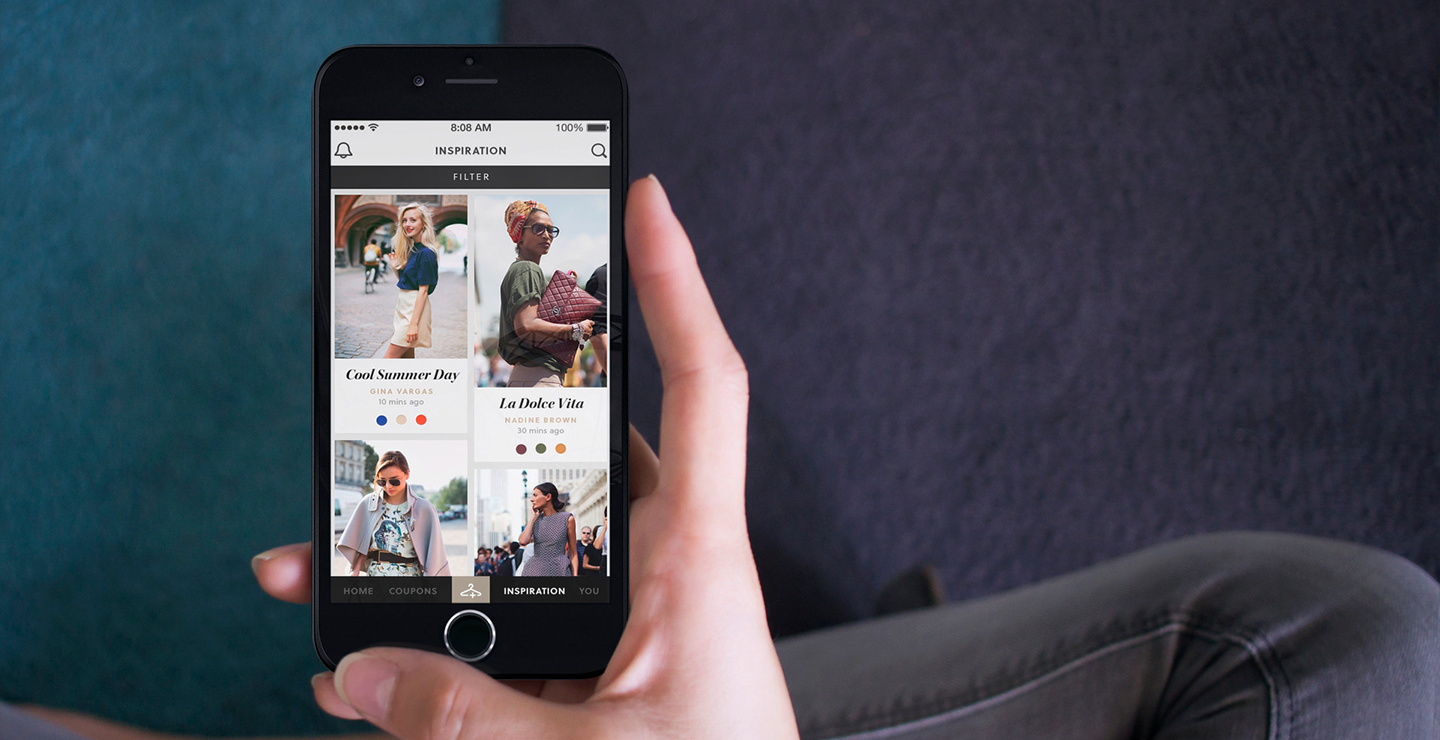 8:08 AM
100%
INSPIRATION
FILTER
Cool Summer Day
GINA VARGAS
10 mins ago
La Dolce Vita
NADINE BROWN
30 mins ago
HOME
COUPONS
INSPIRATION
YOU